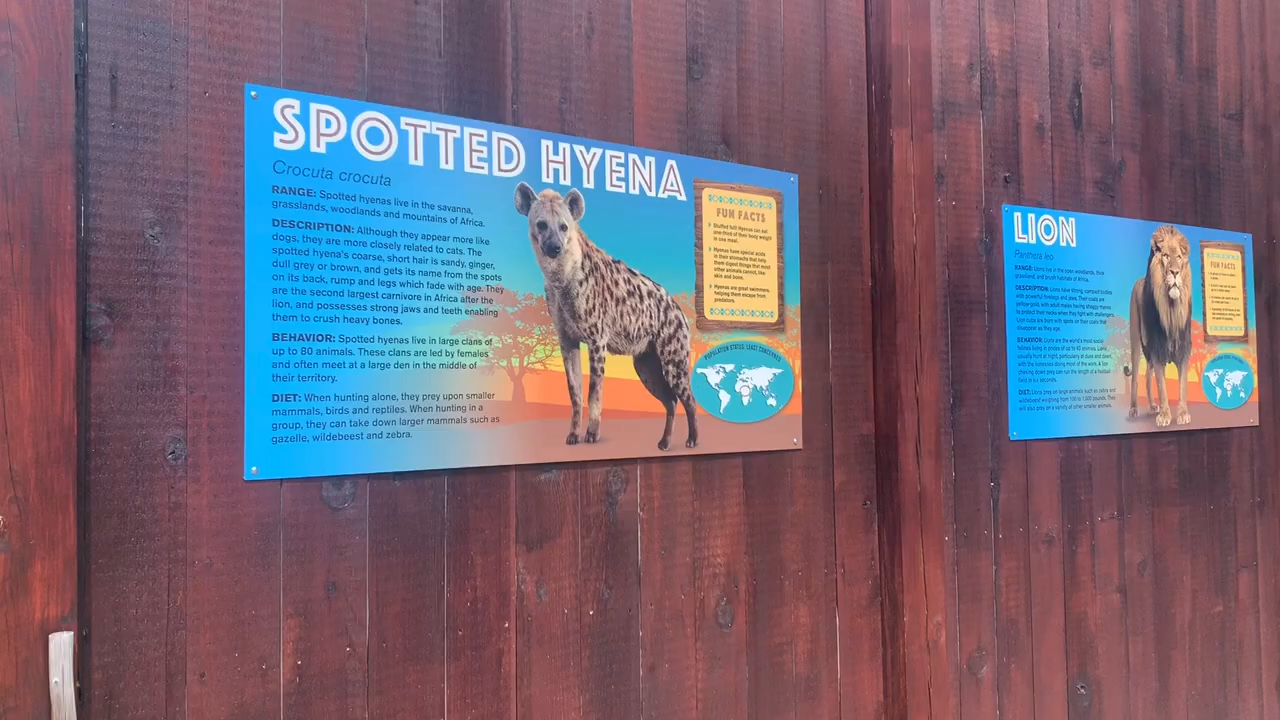 SPOTTED HYENA
Crocuta crocuta
RANGE: Spotted hyenas live in the savanna,
grasslands, woodlands and mountains of Africa.
DESCRIPTION: Although they appear more like
dogs, they are more closely related to cats. The
spotted hyena's coarse, short hair is sandy, ginger,
dull grey or brown, and gets its name from the spots
on its back, rump and legs which fade with age. They
are the second largest carnivore in Africa after the
lion, and possesses strong jaws and teeth enabling
them to crush heavy bones.
BEHAVIOR: Spotted hyenas live in large clans of
up to 80 animals. These clans are led by females
and often meet at a large den in the middle of
their territory.
DIET: When hunting alone, they prey upon smaller
mammals, birds and reptiles. When hunting in a
group, they can take down larger mammals such as
gazelle, wildebeest and zebra.
FUN FACTS
Stuffed full! Hyenas can eat
one-third of their body weight
in one meal.
Hyenas have special acids
in their stomachs that help
them digest things that most
other animals cannot, like
skin and bone.
Hyenas are great swimmers,
helping them escape from
predators.
POPULATION STATUS: LEAST CONCERNED
LION
Panthera leo
RANGE: Lions live in the open woodlands, thick
grassland, and brush habitats of Africa.
DESCRIPTION: Lions have strong, compact bodies
with powerful forelegs and jaws. Their coats are
yellow-gold, with adult males having shaggy manes
to protect their necks when they fight with challengers.
Lion cubs are born with spots on their coats that
disappear as they age.
BEHAVIOR: Lions are the world's most social
felines living in prides of up to 40 animals. Lions
usually hunt at night, particularly at dusk and dawn,
with the lionesses doing most of the work. A lion
chasing down prey can run the length of a football
field in six seconds.
DIET: Lions prey on large animals such as zebra and
wildebeest weighing from 100 to 1,000 pounds. They
will also prey on a variety of other smaller animals.
FUN FACTS